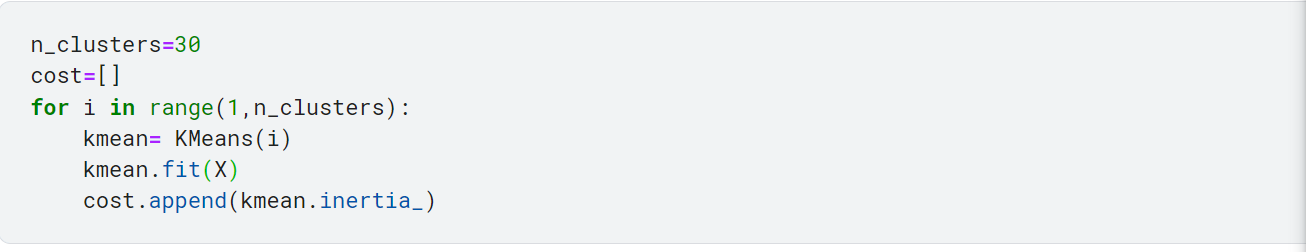 n_clusters=30
cost=[]
for i in range(1,n_clusters):
    kmean= KMeans(i)
    kmean.fit(X)
    cost.append(kmean.inertia_)